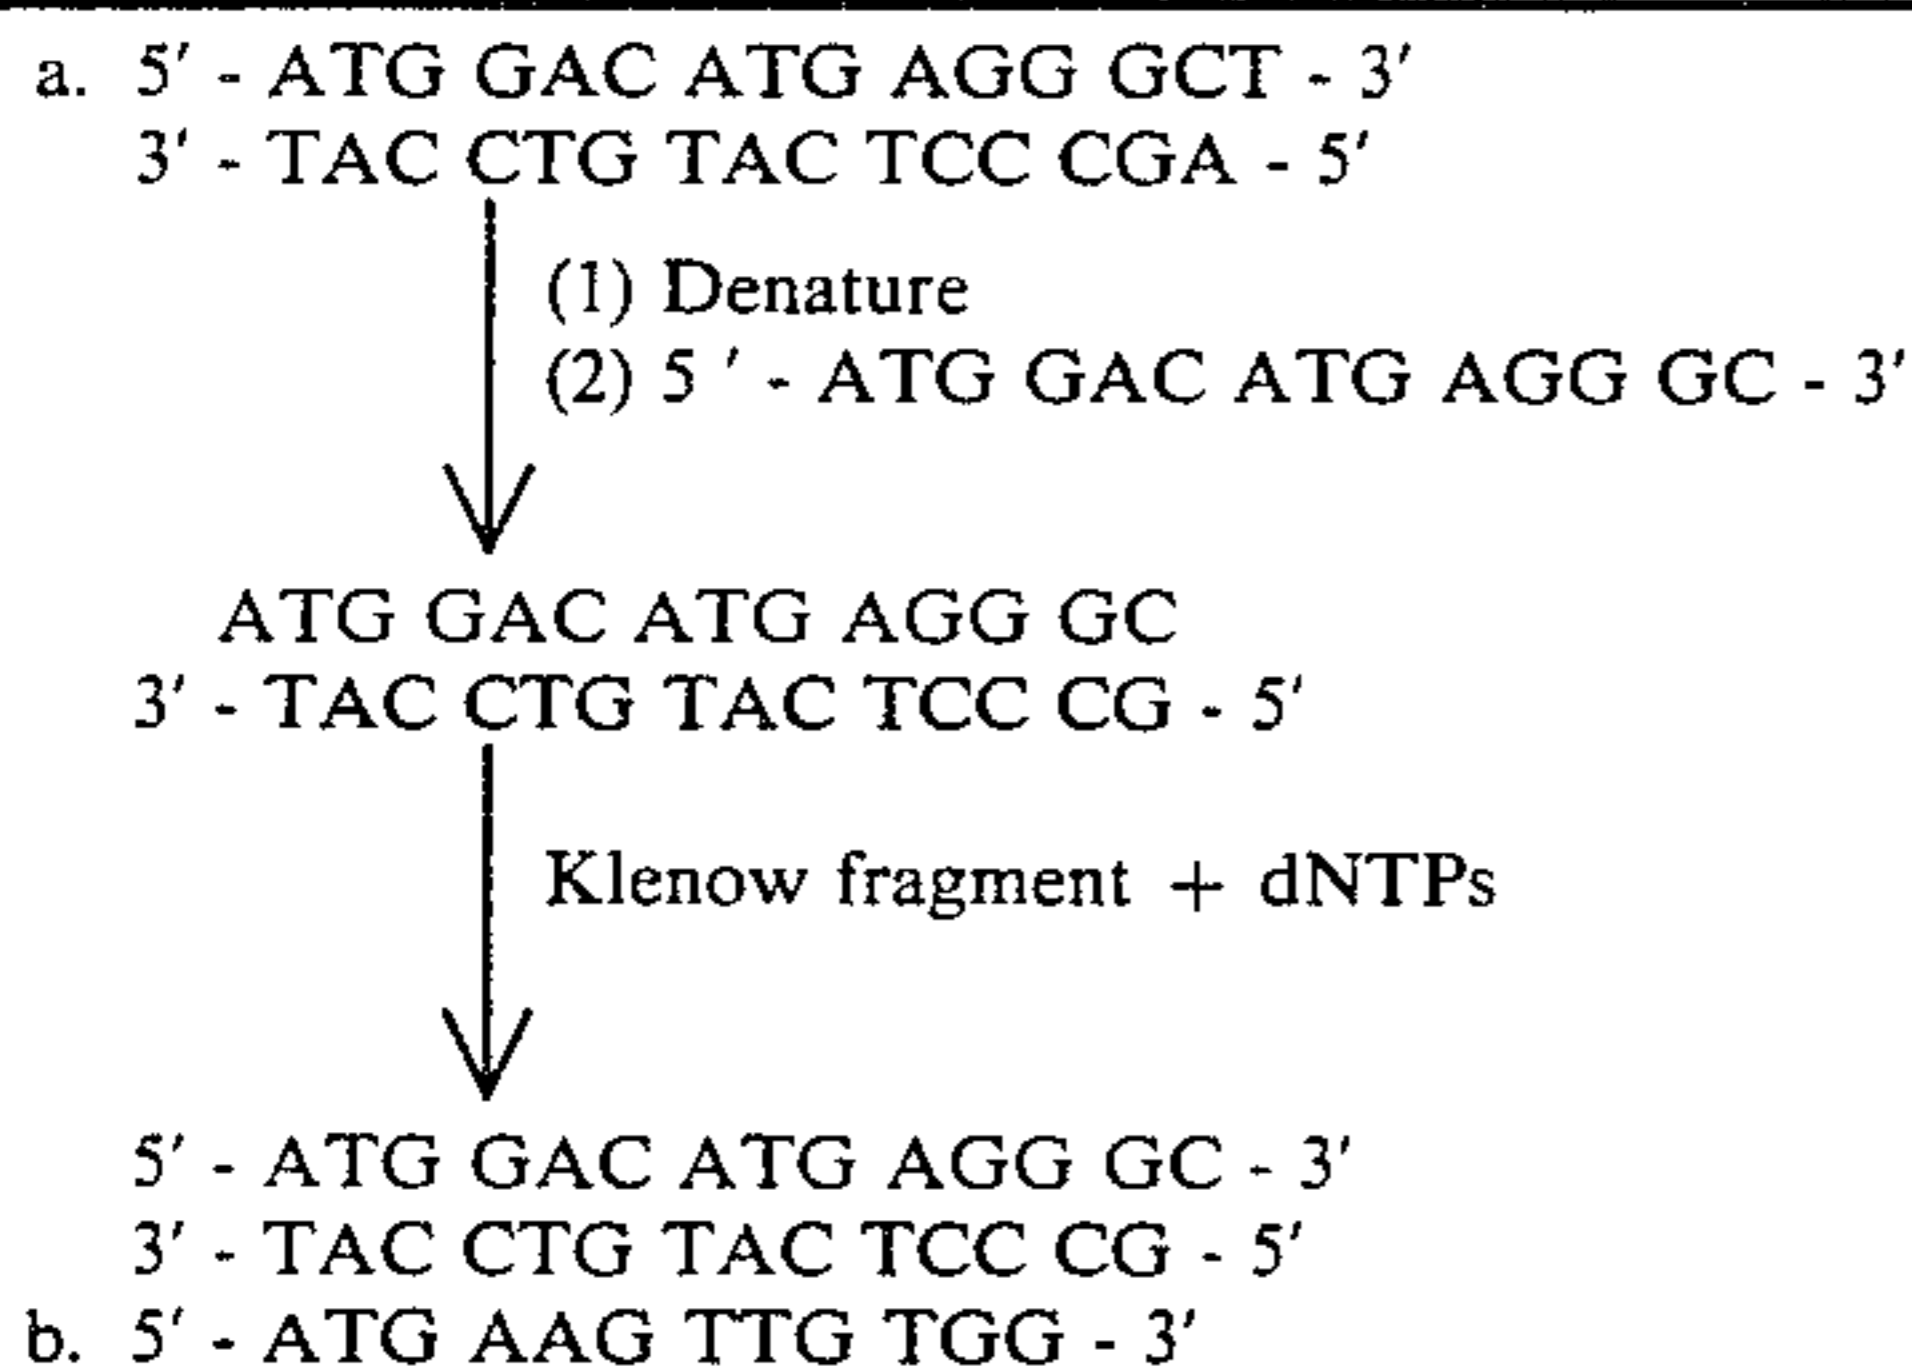 a. 5′ - ATG GAC ATG AGG GCT - 3′
3′ - TAC CTG TAC TCC CGA - 5′
(1) Denature
(2) 5 ′ - ATG GAC ATG AGG GC - 3′
ATG GAC ATG AGG GC
3′ - TAC CTG TAC TCC CG - 5′
Klenow fragment + dNTPs
5′ - ATG GAC ATG AGG GC - 3′
3′ - TAC CTG TAC TCC CG - 5′
b. 5′ - ATG AAG TTG TGG - 3′